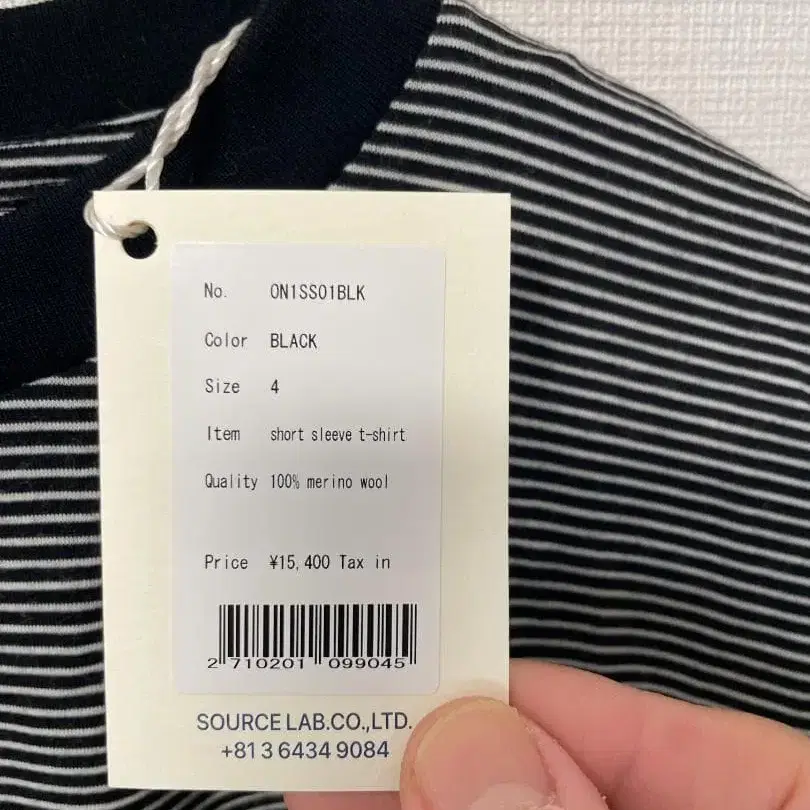 No. ON1SS01BLK
Color BLACK
Size 4
Item short sleeve t-shirt
Quality 100% merino wool
Price ¥15,400 Tax in
2 710201 099045
SOURCE LAB.CO.,LTD.
+81 3 6434 9084